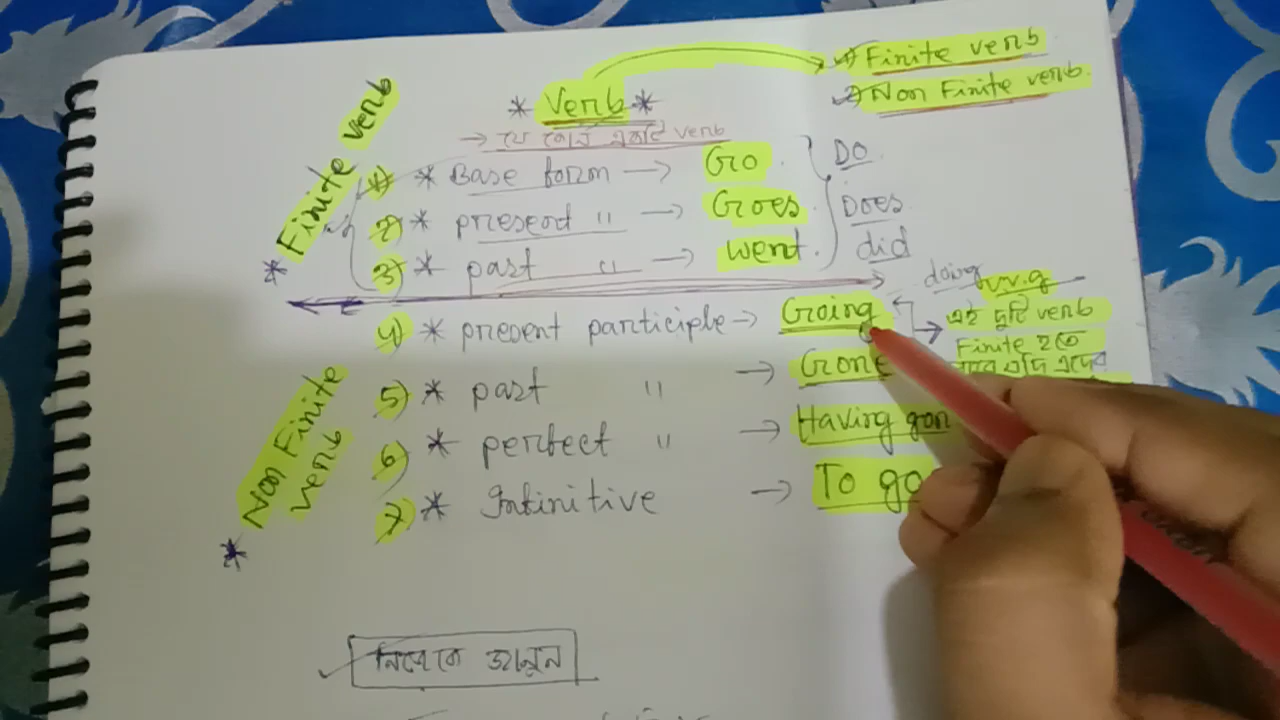 1) Finite verb
* Verb *
2) Non Finite verb
→ যে কোন একটি verb
* Finite verb
1) * Base form → Go } DO
2) * present " → Goes Does
3) * past " → went. did
doing
4) * present participle → Going → এই দুটি verb
Finite হতে
5) * past " → Gone
6) * perfect " → Having gon
7) * Infinitive → To go
* Non Finite verb
নিজেকে জানুন